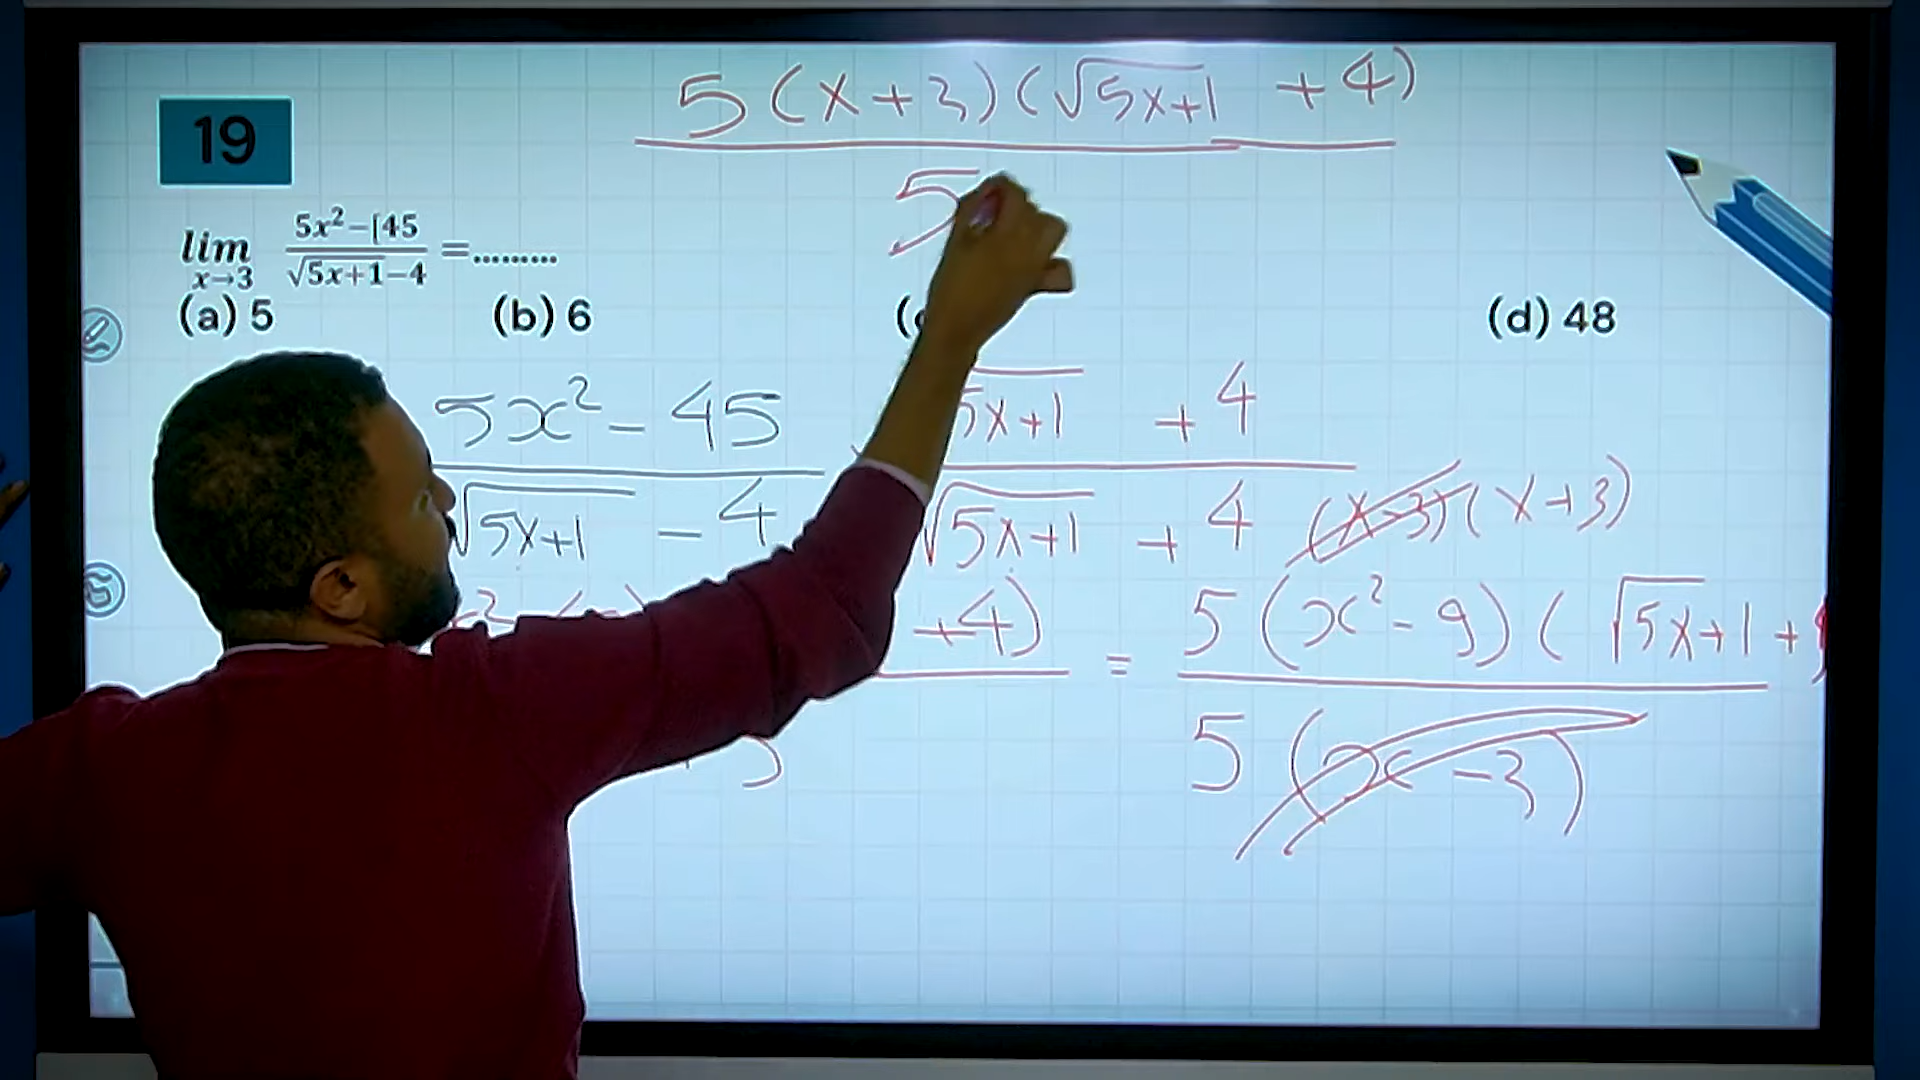 5(x+3)(√5x+1 +4)
5
19
lim x→3 5x²-[45 / √5x+1-4 =.........
(a) 5 (b) 6 (d) 48
5x² - 45 5x+1 + 4
√5x+1 - 4 √5x+1 + 4 (x-3)(x+3)
+4) = 5(x²-9)(√5x+1 +
5(x-3)